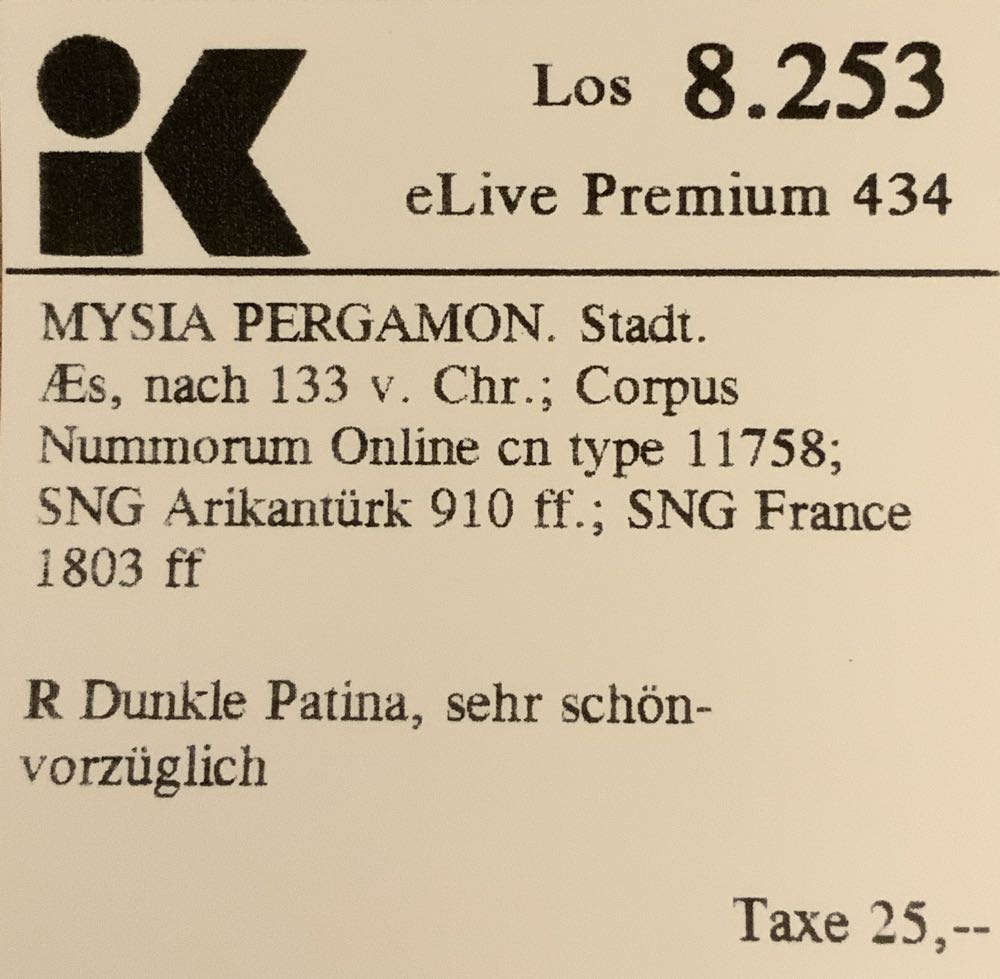 iK
Los 8.253
eLive Premium 434
MYSIA PERGAMON. Stadt.
Æs, nach 133 v. Chr.; Corpus
Nummorum Online cn type 11758;
SNG Arikantürk 910 ff.; SNG France
1803 ff
R Dunkle Patina, sehr schön-
vorzüglich
Taxe 25,--